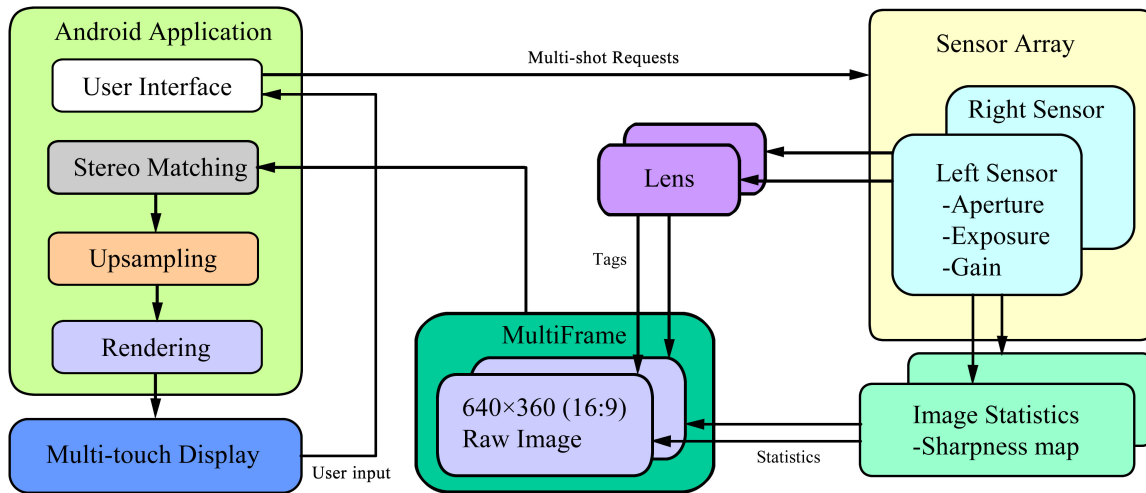 Android Application
User Interface
Stereo Matching
Upsampling
Rendering
Multi-touch Display
User input
Multi-shot Requests
Lens
Tags
MultiFrame
640×360 (16:9)
Raw Image
Statistics
Sensor Array
Right Sensor
Left Sensor
-Aperture
-Exposure
-Gain
Image Statistics
-Sharpness map